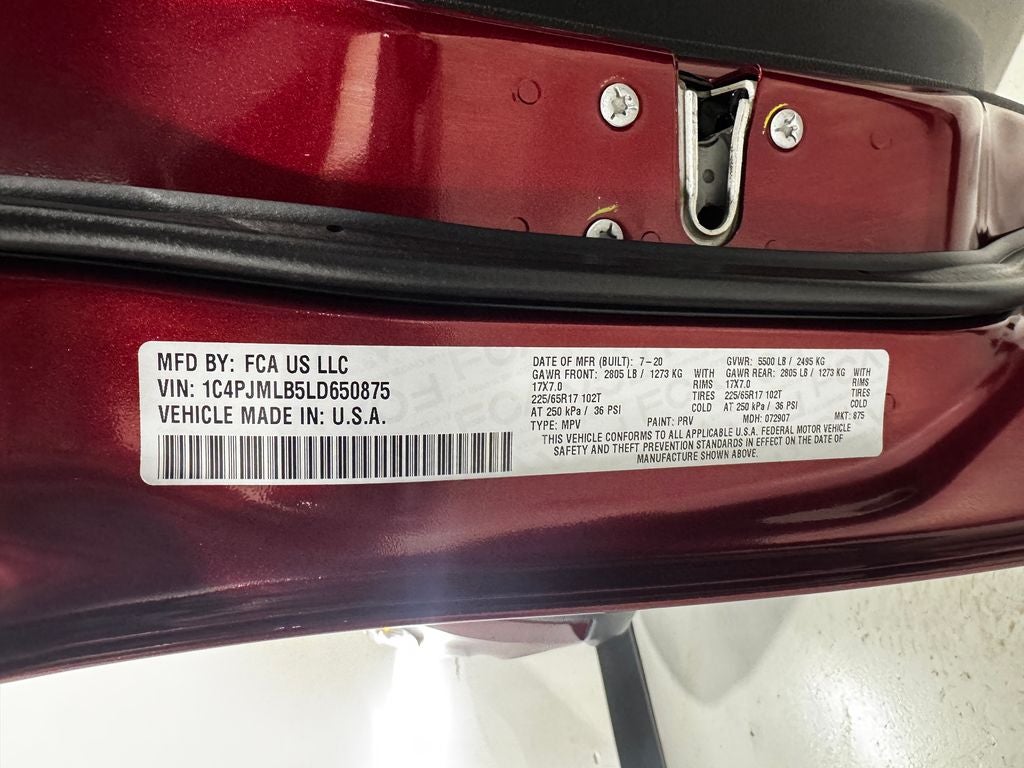 MFD BY: FCA US LLC
VIN: 1C4PJMLB5LD650875
VEHICLE MADE IN: U.S.A.
DATE OF MFR (BUILT): 7-20 GVWR: 5500 LB / 2495 KG
GAWR FRONT: 2805 LB / 1273 KG WITH GAWR REAR: 2805 LB / 1273 KG WITH
17X7.0 RIMS 17X7.0 RIMS
225/65R17 102T TIRES 225/65R17 102T TIRES
AT 250 kPa / 36 PSI COLD AT 250 kPa / 36 PSI COLD
TYPE: MPV PAINT: PRV MDH: 072907 MKT: 875
THIS VEHICLE CONFORMS TO ALL APPLICABLE U.S.A. FEDERAL MOTOR VEHICLE
SAFETY AND THEFT PREVENTION STANDARDS IN EFFECT ON THE DATE OF
MANUFACTURE SHOWN ABOVE.